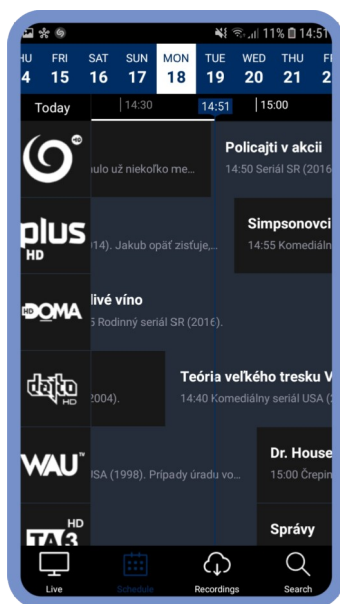 11% 14:51
HU FRI SAT SUN MON TUE WED THU F
4 15 16 17 18 19 20 21 2
Today 14:30 14:51 15:00
HD
Policajti v akcii
ulo už niekoľko me... 14:50 Seriál SR (2016
plus
HD
Simpsonovci
14). Jakub opäť zisťuje,... 14:55 Komediáln
HD DOMA
livé víno
5 Rodinný seriál SR (2016).
dajto
HD
Teória veľkého tresku V
2004). 14:40 Komediálny seriál USA (
WAU
Dr. House
USA (1998). Prípady úradu vo... 15:00 Črepin
TA3 HD
Správy
Live Schedule Recordings Search